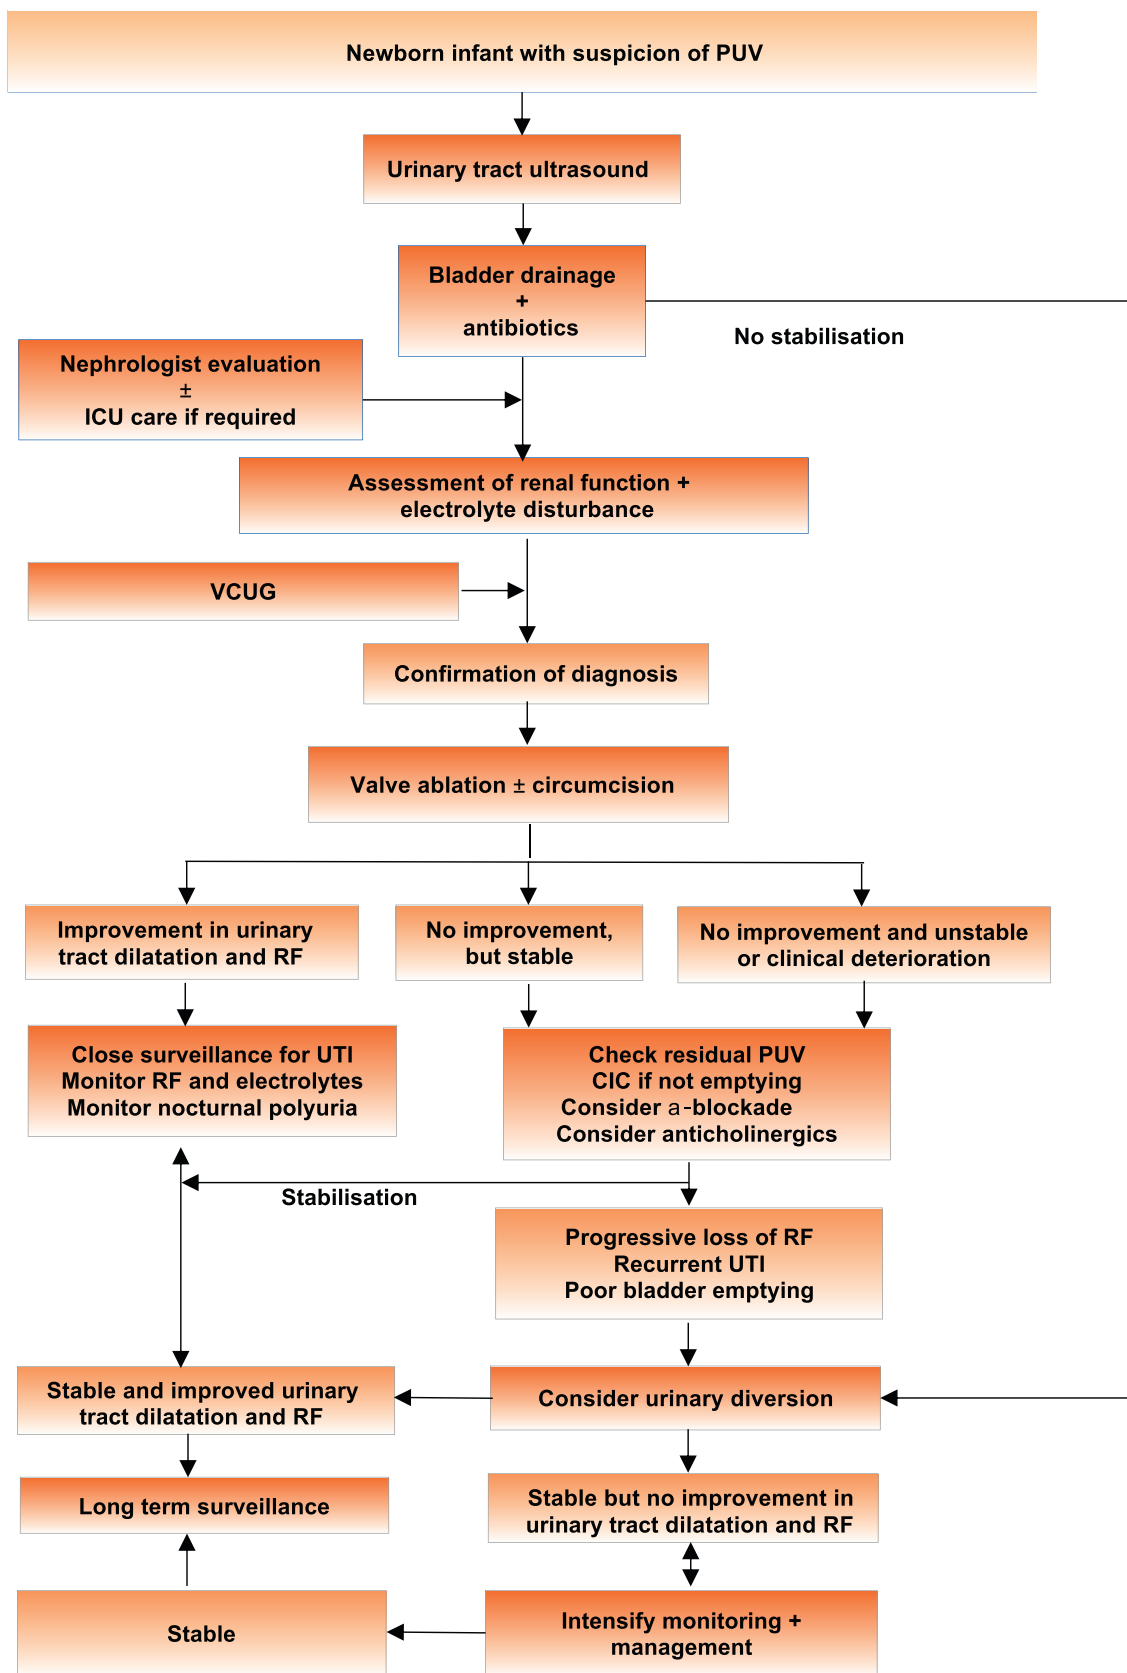 Newborn infant with suspicion of PUV
Urinary tract ultrasound
Bladder drainage
+
antibiotics
No stabilisation
Nephrologist evaluation
±
ICU care if required
Assessment of renal function +
electrolyte disturbance
VCUG
Confirmation of diagnosis
Valve ablation ± circumcision
Improvement in urinary
tract dilatation and RF
No improvement,
but stable
No improvement and unstable
or clinical deterioration
Close surveillance for UTI
Monitor RF and electrolytes
Monitor nocturnal polyuria
Check residual PUV
CIC if not emptying
Consider a-blockade
Consider anticholinergics
Stabilisation
Progressive loss of RF
Recurrent UTI
Poor bladder emptying
Stable and improved urinary
tract dilatation and RF
Consider urinary diversion
Long term surveillance
Stable but no improvement in
urinary tract dilatation and RF
Stable
Intensify monitoring +
management